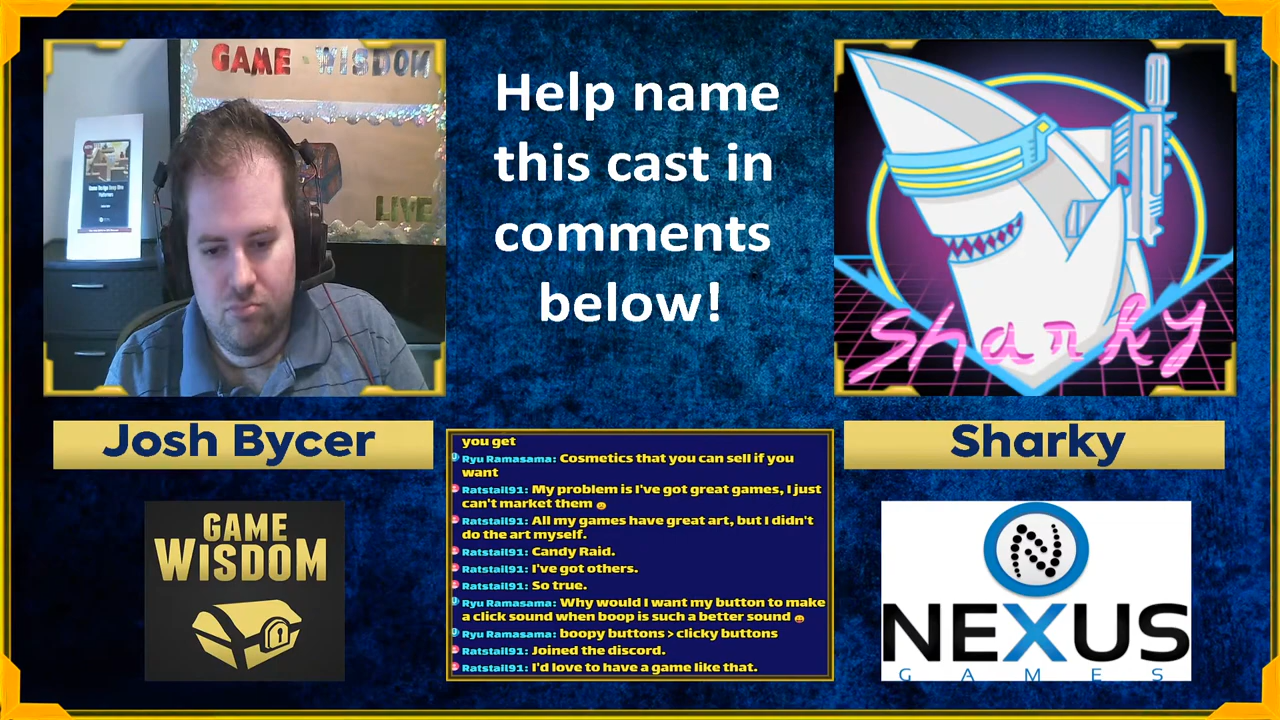 GAME WISDOM
LIVE
Help name
this cast in
comments
below!
Sharky
Josh Bycer
Sharky
you get
Ryu Ramasama: Cosmetics that you can sell if you
want
Ratstail91: My problem is I've got great games, I just
can't market them
Ratstail91: All my games have great art, but I didn't
do the art myself.
Ratstail91: Candy Raid.
Ratstail91: I've got others.
Ratstail91: So true.
Ryu Ramasama: Why would I want my button to make
a click sound when boop is such a better sound
Ryu Ramasama: boopy buttons > clicky buttons
Ratstail91: Joined the discord.
Ratstail91: I'd love to have a game like that.
GAME
WISDOM
NEXUS
GAMES